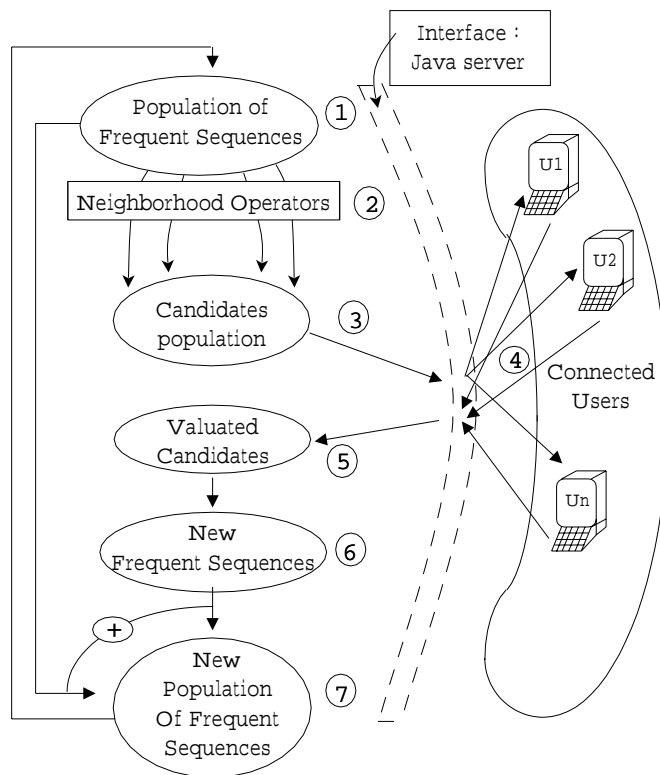 Interface :
Java server
Population of
Frequent Sequences
1
Neighborhood Operators
2
Candidates
population
3
U1
U2
4
Connected
Users
Valuated
Candidates
5
Un
New
Frequent Sequences
6
+
New
Population
Of Frequent
Sequences
7